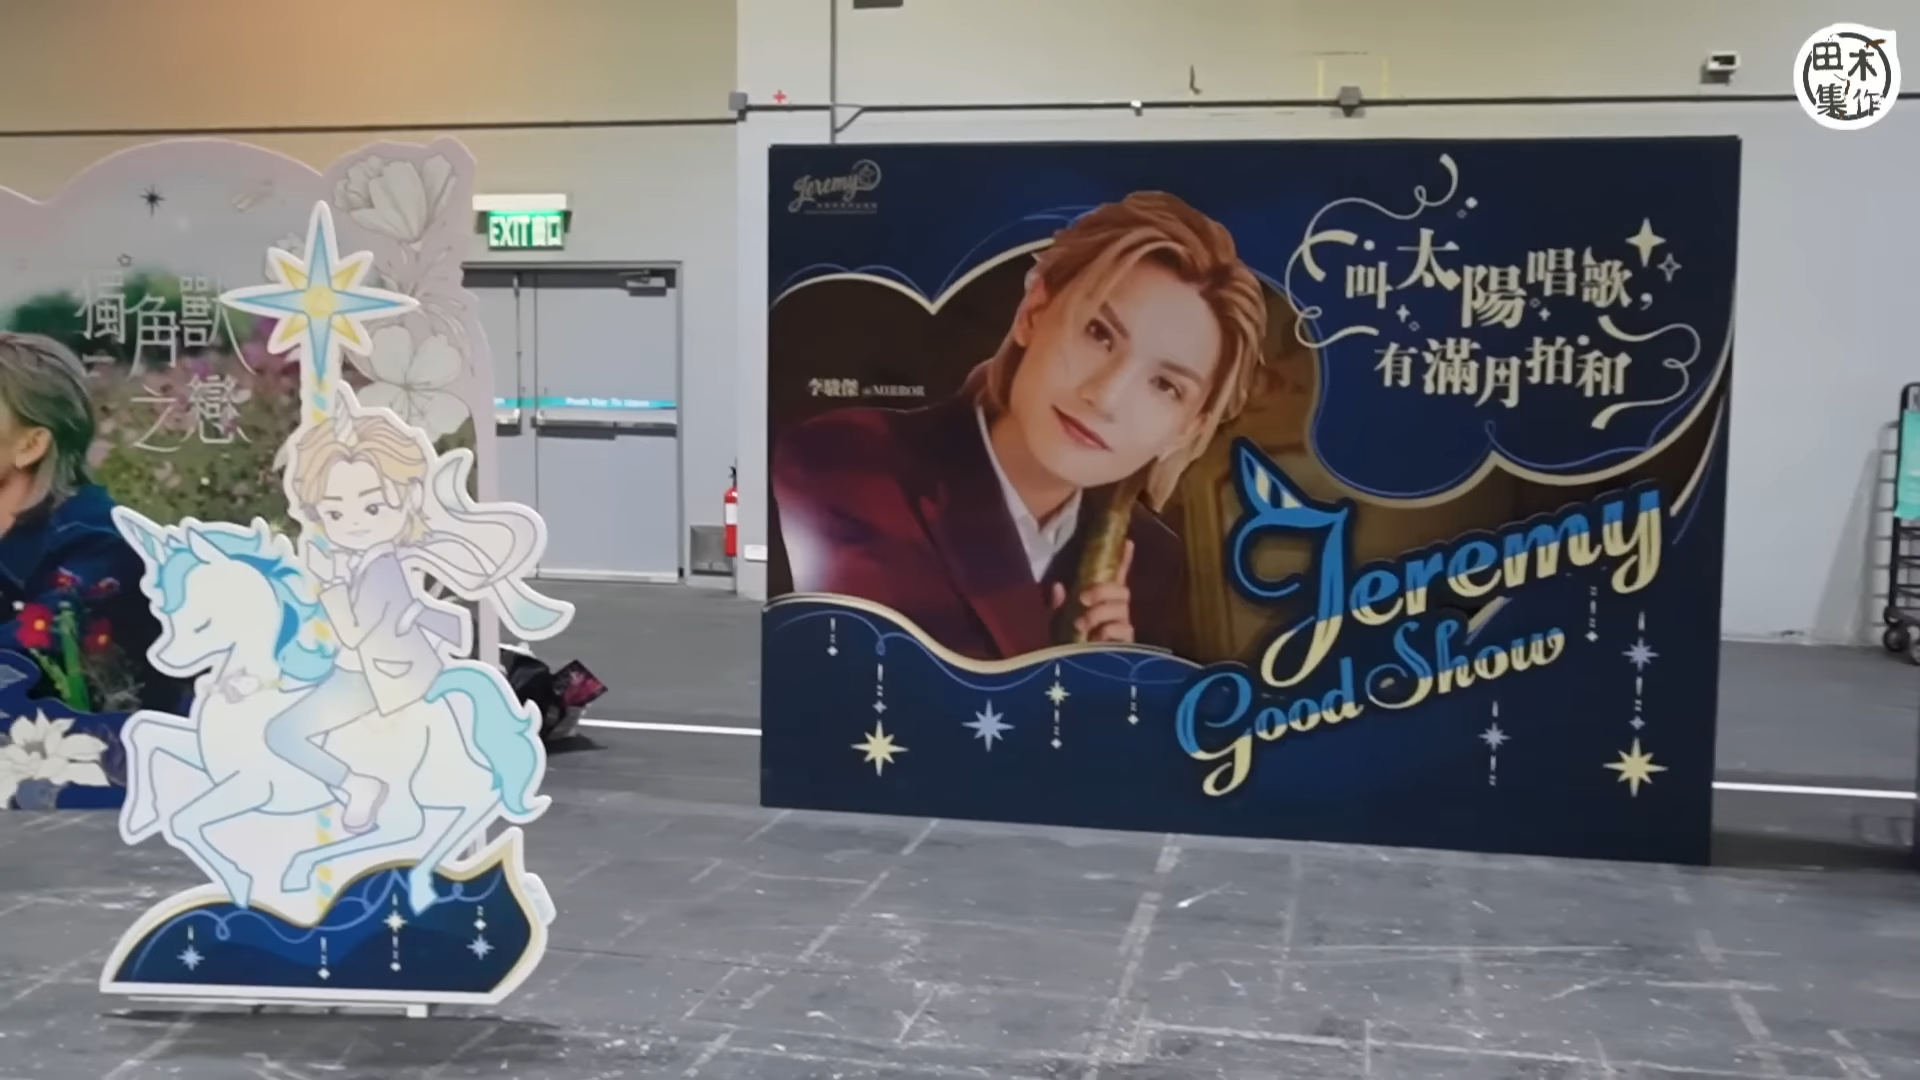 田木
集作
EXIT 出口
獨角獸
之戀
Jeremy
李駿傑 @ MIRROR
叫太陽唱歌,
有滿月拍和
Jeremy
Good Show